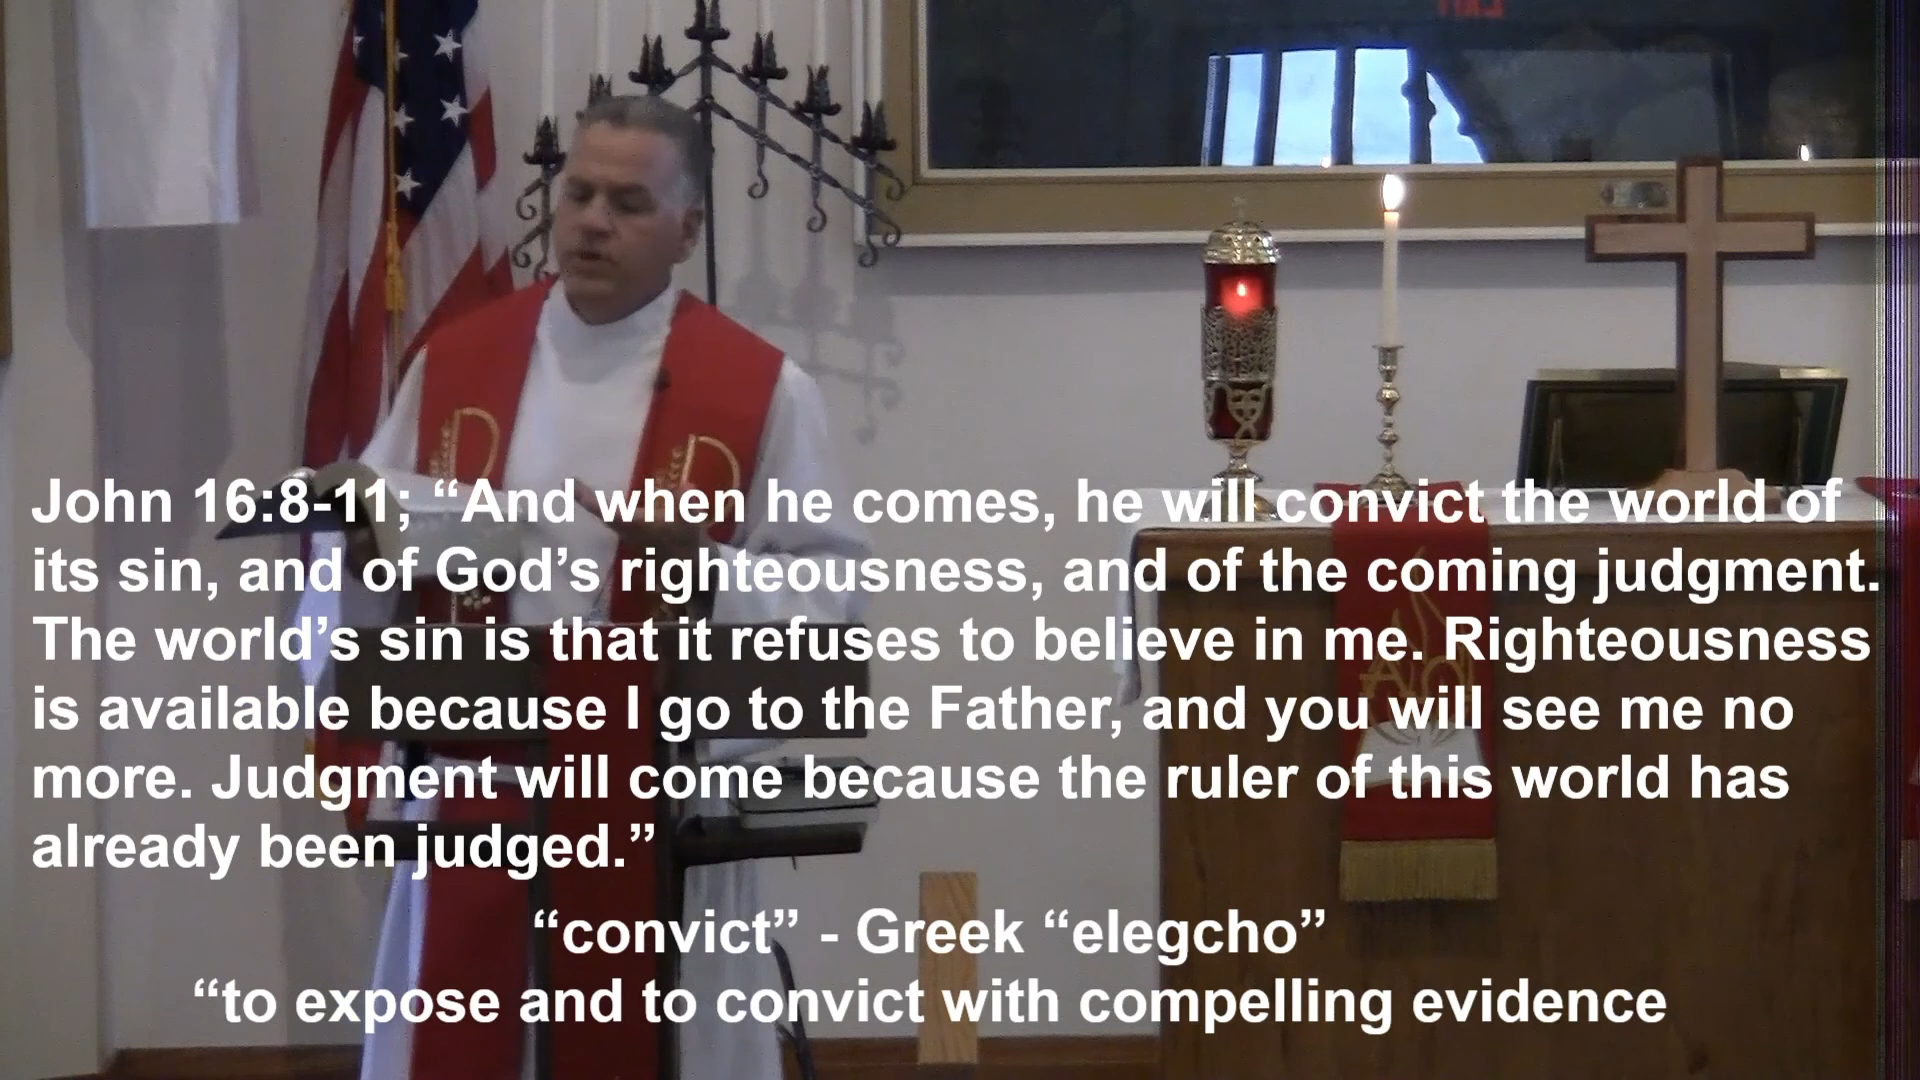 EXIT
John 16:8-11; “And when he comes, he will convict the world of
its sin, and of God’s righteousness, and of the coming judgment.
The world’s sin is that it refuses to believe in me. Righteousness
is available because I go to the Father, and you will see me no
more. Judgment will come because the ruler of this world has
already been judged.”
“convict” - Greek “elegcho”
“to expose and to convict with compelling evidence